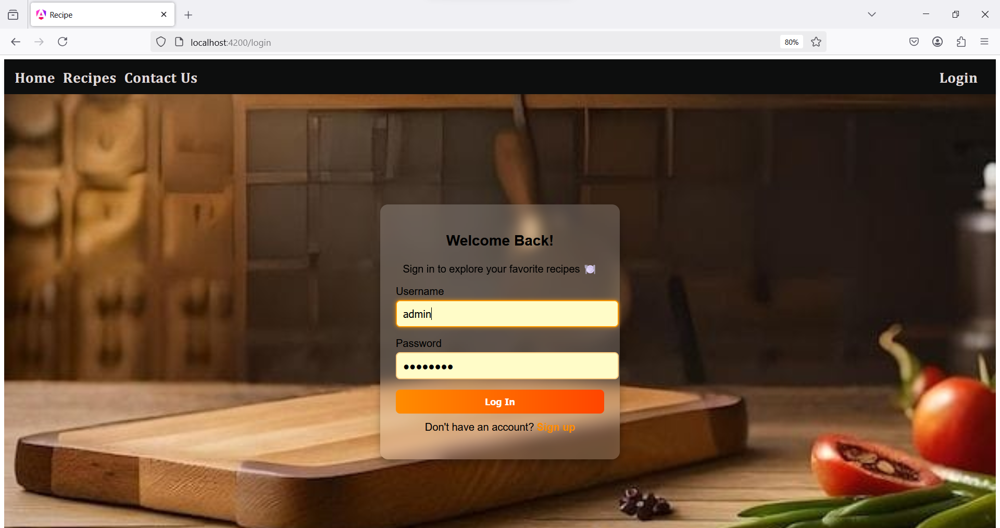 Recipe
localhost:4200/login
80%
Home Recipes Contact Us
Login
Welcome Back!
Sign in to explore your favorite recipes 🍽️
Username
admin
Password
••••••••
Log In
Don't have an account? Sign up